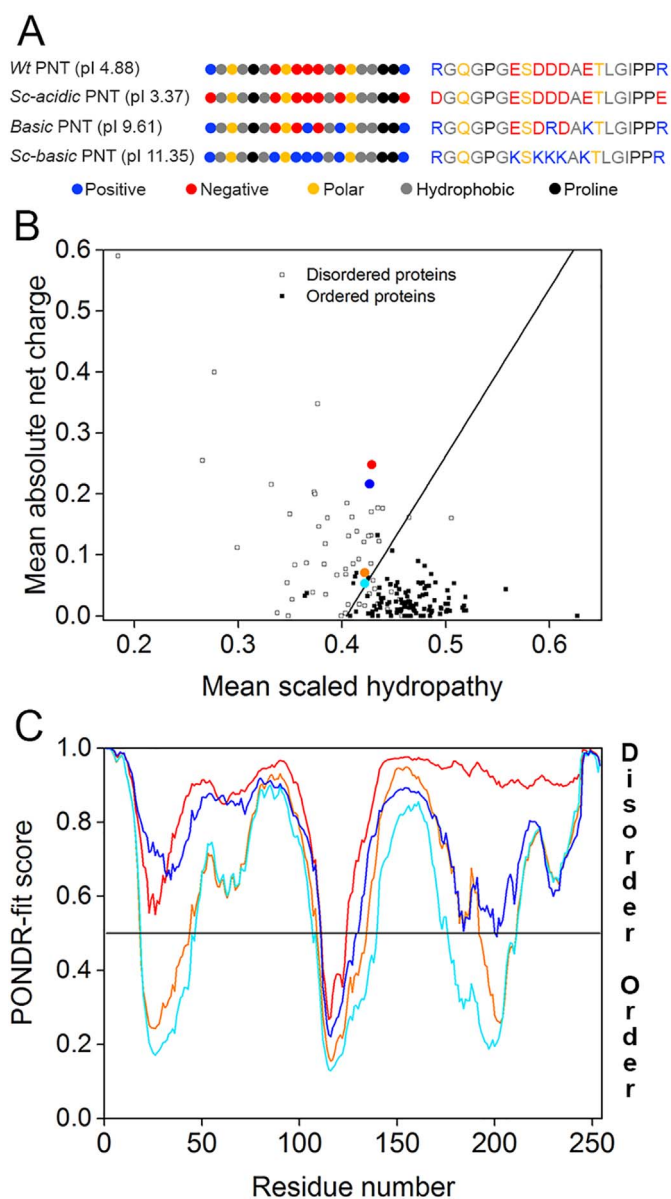 A
Wt PNT (pI 4.88) RGQGPGESDDDAETLGIPPR
Sc-acidic PNT (pI 3.37) DGQGPGESDDDAETLGIPPE
Basic PNT (pI 9.61) RGQGPGESDRDAKTLGIPPR
Sc-basic PNT (pI 11.35) RGQGPGKSKKKAKTLGIPPR
Positive Negative Polar Hydrophobic Proline
B
0.6
0.5
0.4
0.3
0.2
0.1
0.0
Mean absolute net charge
Disordered proteins
Ordered proteins
0.2 0.3 0.4 0.5 0.6
Mean scaled hydropathy
C
1.0
0.8
0.6
0.4
0.2
0.0
PONDR-fit score
Disorder
Order
0 50 100 150 200 250
Residue number